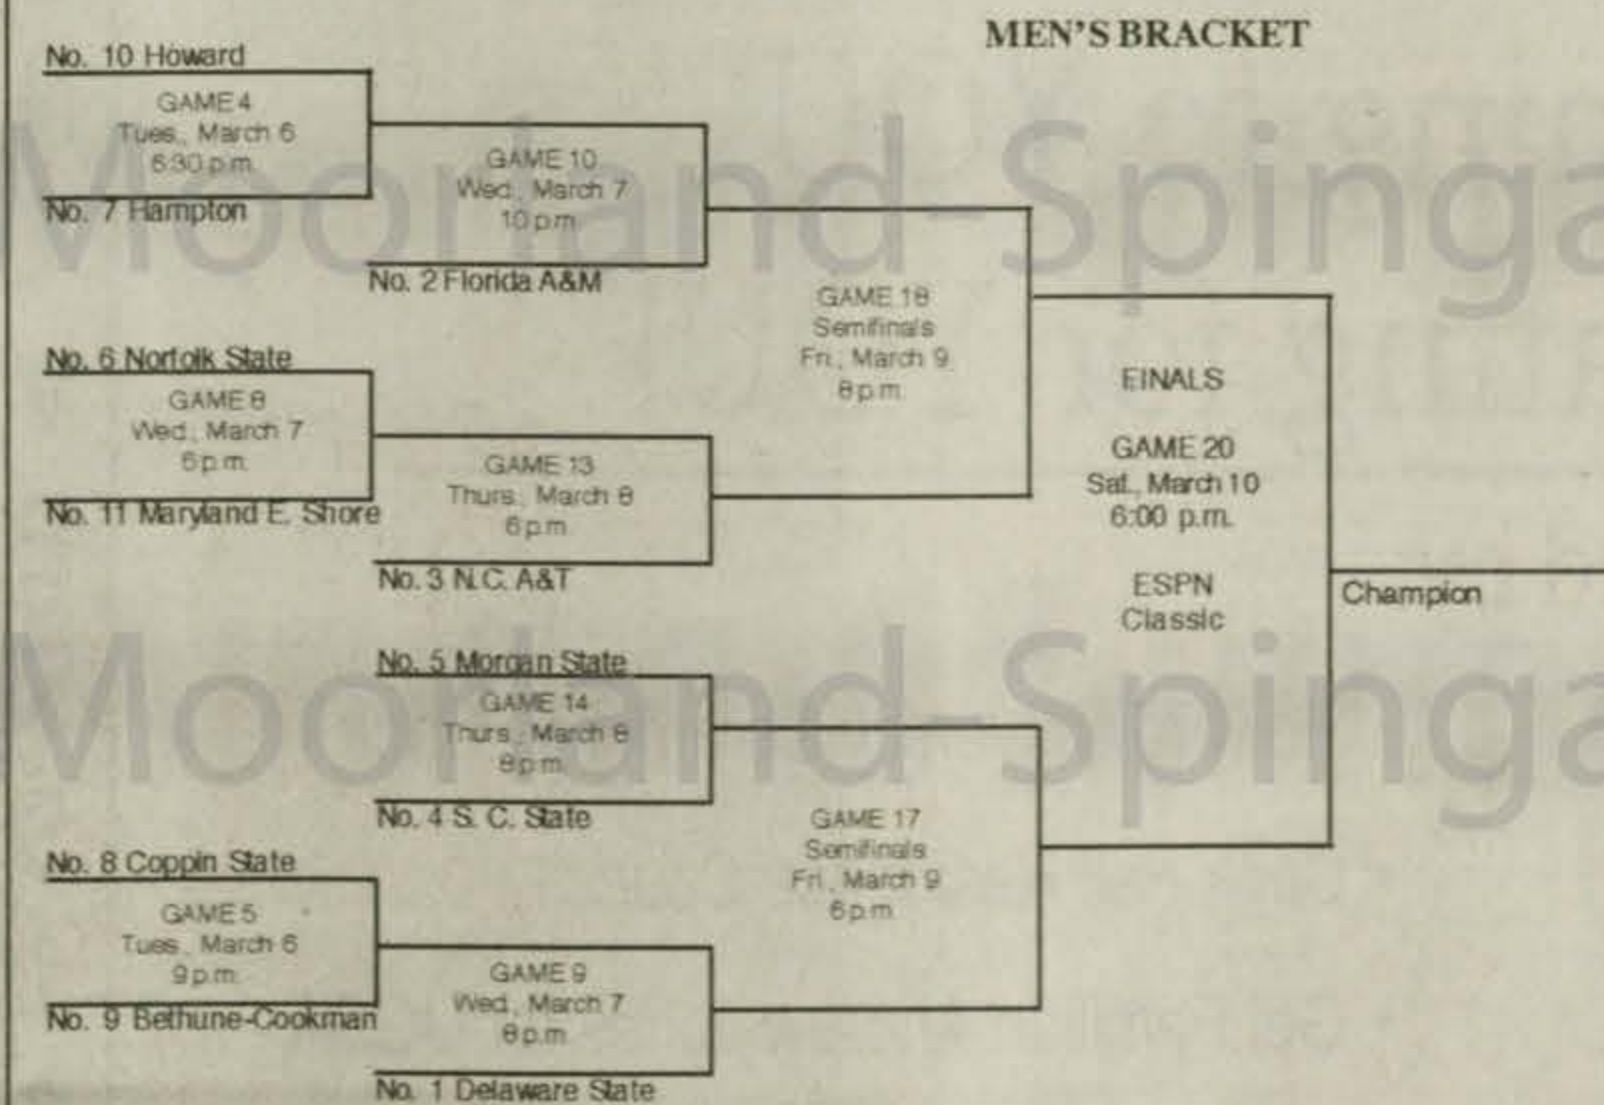 MEN'S BRACKET
No. 10 Howard
GAME 4
Tues., March 6
6:30 p.m.
No. 7 Hampton
GAME 10
Wed., March 7
10 p.m.
No. 2 Florida A&M
GAME 18
Semifinals
Fri., March 9
8 p.m.
No. 6 Norfolk State
GAME 8
Wed., March 7
6 p.m.
No. 11 Maryland E. Shore
GAME 13
Thurs., March 8
6 p.m.
No. 3 N.C. A&T
FINALS
GAME 20
Sat., March 10
6:00 p.m.
ESPN
Classic
Champion
No. 5 Morgan State
GAME 14
Thurs., March 8
8 p.m.
No. 4 S. C. State
GAME 17
Semifinals
Fri., March 9
6 p.m.
No. 8 Coppin State
GAME 5
Tues., March 6
9 p.m.
No. 9 Bethune-Cookman
GAME 9
Wed., March 7
8 p.m.
No. 1 Delaware State
Moorland-Spinga
Moorland-Spinga